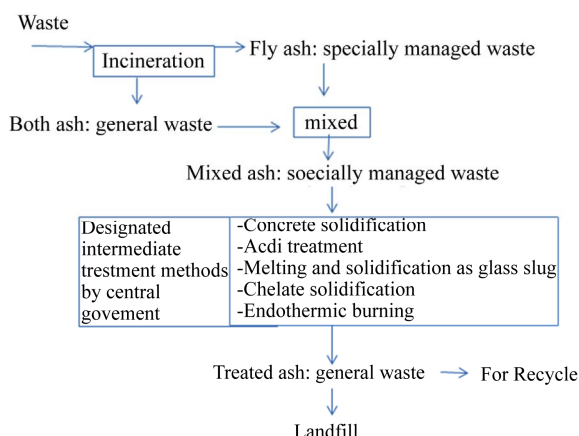 Waste
Incineration
Fly ash: specially managed waste
Both ash: general waste
mixed
Mixed ash: soecially managed waste
Designated
intermediate
trestment methods
by central
govement
-Concrete solidification
-Acdi treatment
-Melting and solidification as glass slug
-Chelate solidification
-Endothermic burning
Treated ash: general waste
For Recycle
Landfill